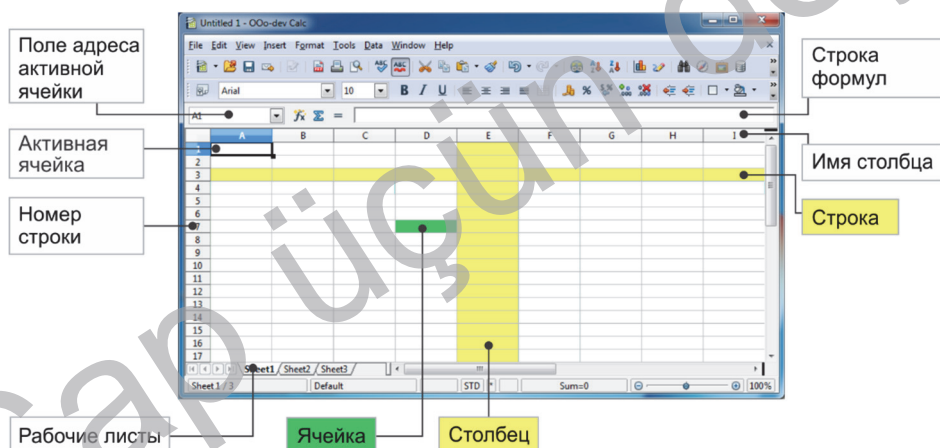 Untitled 1 - OOo-dev Calc
File Edit View Insert Format Tools Data Window Help
Arial 10 B I U
A1 =
A B C D E F G H I
1
2
3
4
5
6
7
8
9
10
11
12
13
14
15
16
17
Sheet1 Sheet2 Sheet3
Sheet 1 / 3 Default STD * Sum=0 100%
Поле адреса
активной
ячейки
Активная
ячейка
Номер
строки
Рабочие листы
Ячейка
Столбец
Строка
формул
Имя столбца
Строка
üçün